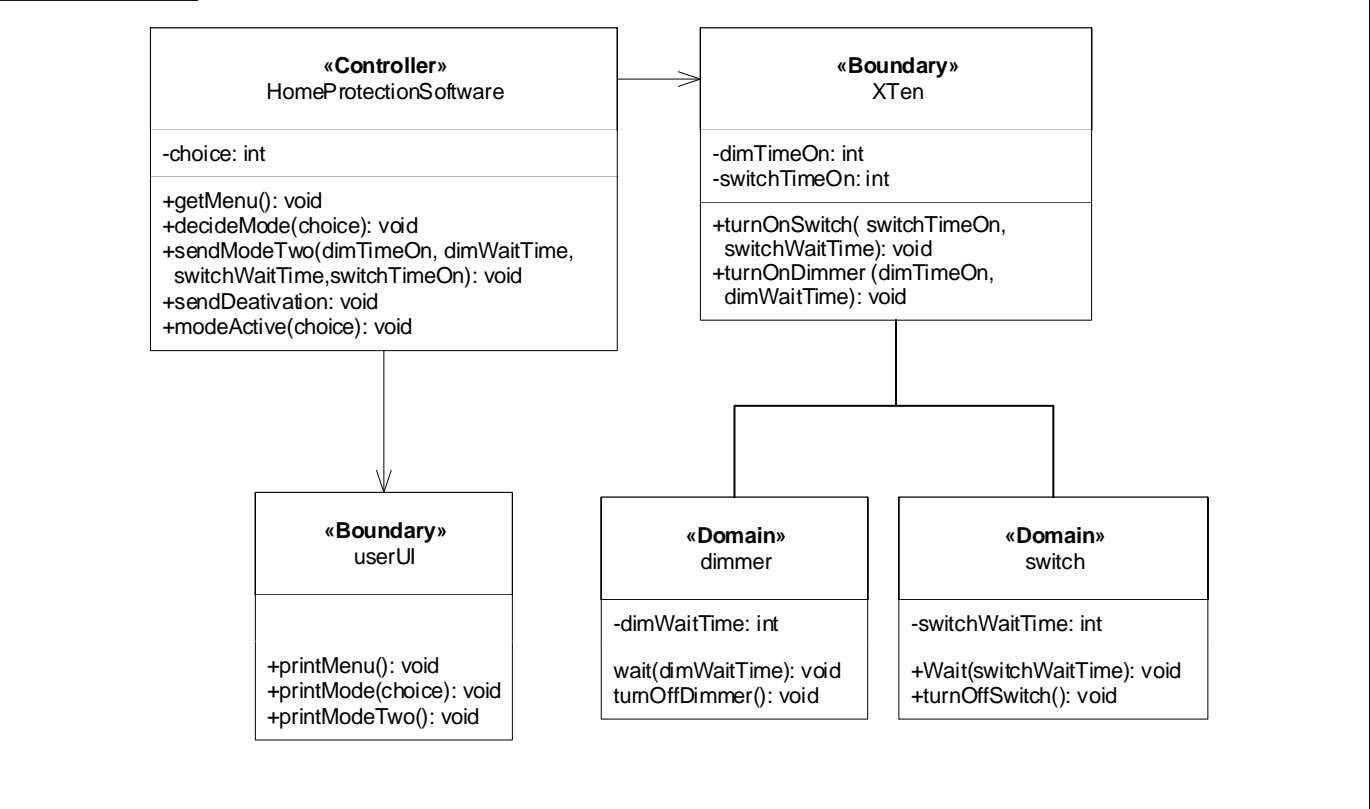 «Controller»
HomeProtectionSoftware
-choice: int
+getMenu(): void
+decideMode(choice): void
+sendModeTwo(dimTimeOn, dimWaitTime,
switchWaitTime,switchTimeOn): void
+sendDeativation: void
+modeActive(choice): void
«Boundary»
XTen
-dimTimeOn: int
-switchTimeOn: int
+turnOnSwitch( switchTimeOn,
switchWaitTime): void
+turnOnDimmer (dimTimeOn,
dimWaitTime): void
«Boundary»
userUI
+printMenu(): void
+printMode(choice): void
+printModeTwo(): void
«Domain»
dimmer
-dimWaitTime: int
wait(dimWaitTime): void
turnOffDimmer(): void
«Domain»
switch
-switchWaitTime: int
+Wait(switchWaitTime): void
+turnOffSwitch(): void